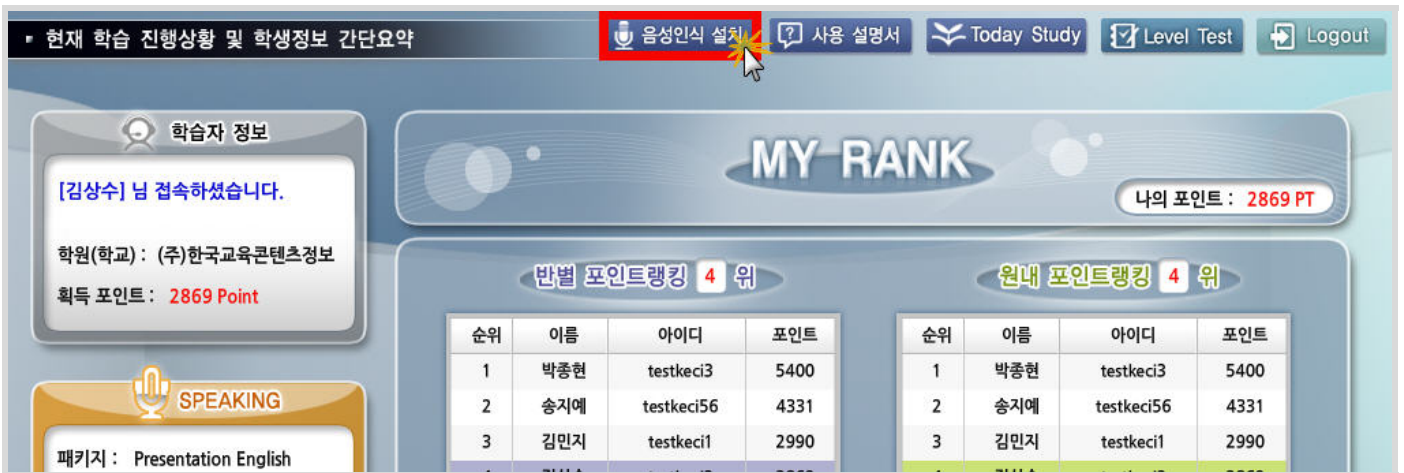 현재 학습 진행상황 및 학생정보 간단요약
음성인식 설치
사용 설명서
Today Study
Level Test
Logout
학습자 정보
[김상수] 님 접속하셨습니다.
학원(학교) : (주)한국교육콘텐츠정보
획득 포인트 : 2869 Point
SPEAKING
패키지 : Presentation English
MY RANK
나의 포인트 : 2869 PT
반별 포인트랭킹 4 위
순위 이름 아이디 포인트
1 박종현 testkeci3 5400
2 송지예 testkeci56 4331
3 김민지 testkeci1 2990
원내 포인트랭킹 4 위
순위 이름 아이디 포인트
1 박종현 testkeci3 5400
2 송지예 testkeci56 4331
3 김민지 testkeci1 2990